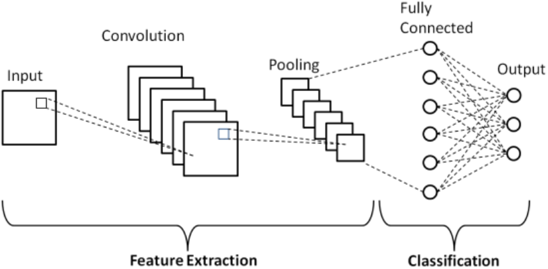 Input
Convolution
Pooling
Fully
Connected
Output
Feature Extraction
Classification